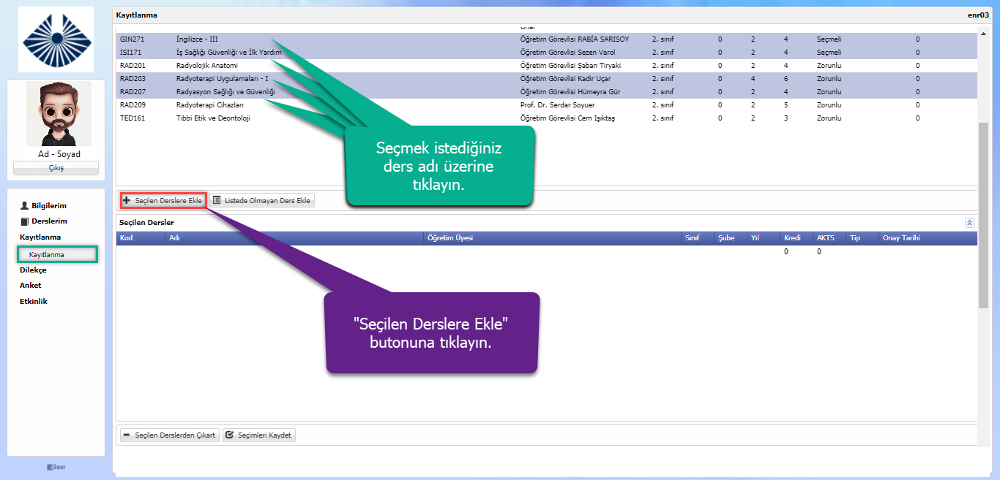 Kayıtlanma enr03
GIN271 İngilizce - III Öğretim Görevlisi RABİA SARISOY 2. sınıf 0 2 4 Seçmeli 0
ISI171 İş Sağlığı Güvenliği ve İlk Yardım Öğretim Görevlisi Sezen Varol 2. sınıf 0 2 4 Seçmeli 0
RAD201 Radyolojik Anatomi Öğretim Görevlisi Şaban Tiryaki 2. sınıf 0 2 4 Zorunlu 0
RAD203 Radyoterapi Uygulamaları - I Öğretim Görevlisi Kadir Uçar 2. sınıf 0 4 6 Zorunlu 0
RAD207 Radyasyon Sağlığı ve Güvenliği Öğretim Görevlisi Hümeyra Gür 2. sınıf 0 2 4 Zorunlu 0
RAD209 Radyoterapi Cihazları Prof. Dr. Serdar Soyuer 2. sınıf 0 2 5 Zorunlu 0
TED161 Tıbbi Etik ve Deontoloji Öğretim Görevlisi Cem Işıktaş 2. sınıf 0 2 3 Zorunlu 0
Seçmek istediğiniz
ders adı üzerine
tıklayın.
Ad - Soyad
Çıkış
Bilgilerim
Derslerim
Kayıtlanma
Kayıtlanma
Dilekçe
Anket
Etkinlik
Seçilen Derslere Ekle Listede Olmayan Ders Ekle
Seçilen Dersler
Kod Adı Öğretim Üyesi Sınıf Şube Yıl Kredi AKTS Tip Onay Tarihi
0 0
"Seçilen Derslere Ekle"
butonuna tıklayın.
Seçilen Derslerden Çıkart Seçimleri Kaydet